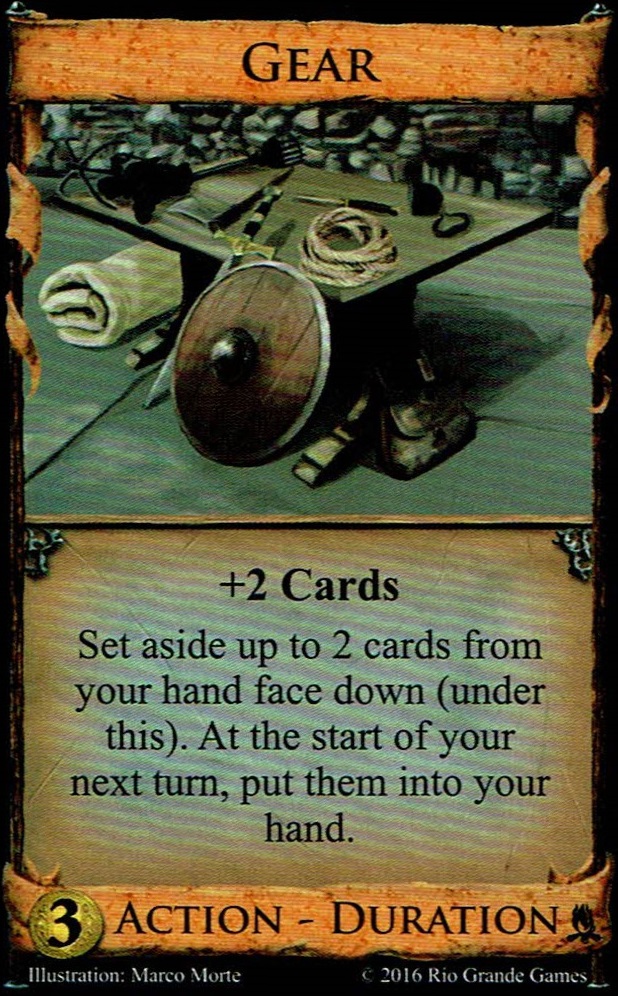 GEAR
+2 Cards
Set aside up to 2 cards from
your hand face down (under
this). At the start of your
next turn, put them into your
hand.
3 ACTION - DURATION
Illustration: Marco Morte © 2016 Rio Grande Games